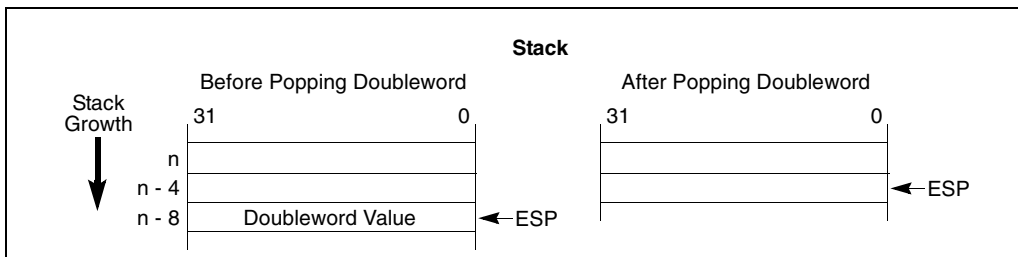 Stack
Before Popping Doubleword
After Popping Doubleword
Stack
Growth
31 0
31 0
n
n - 4
ESP
n - 8 Doubleword Value
ESP